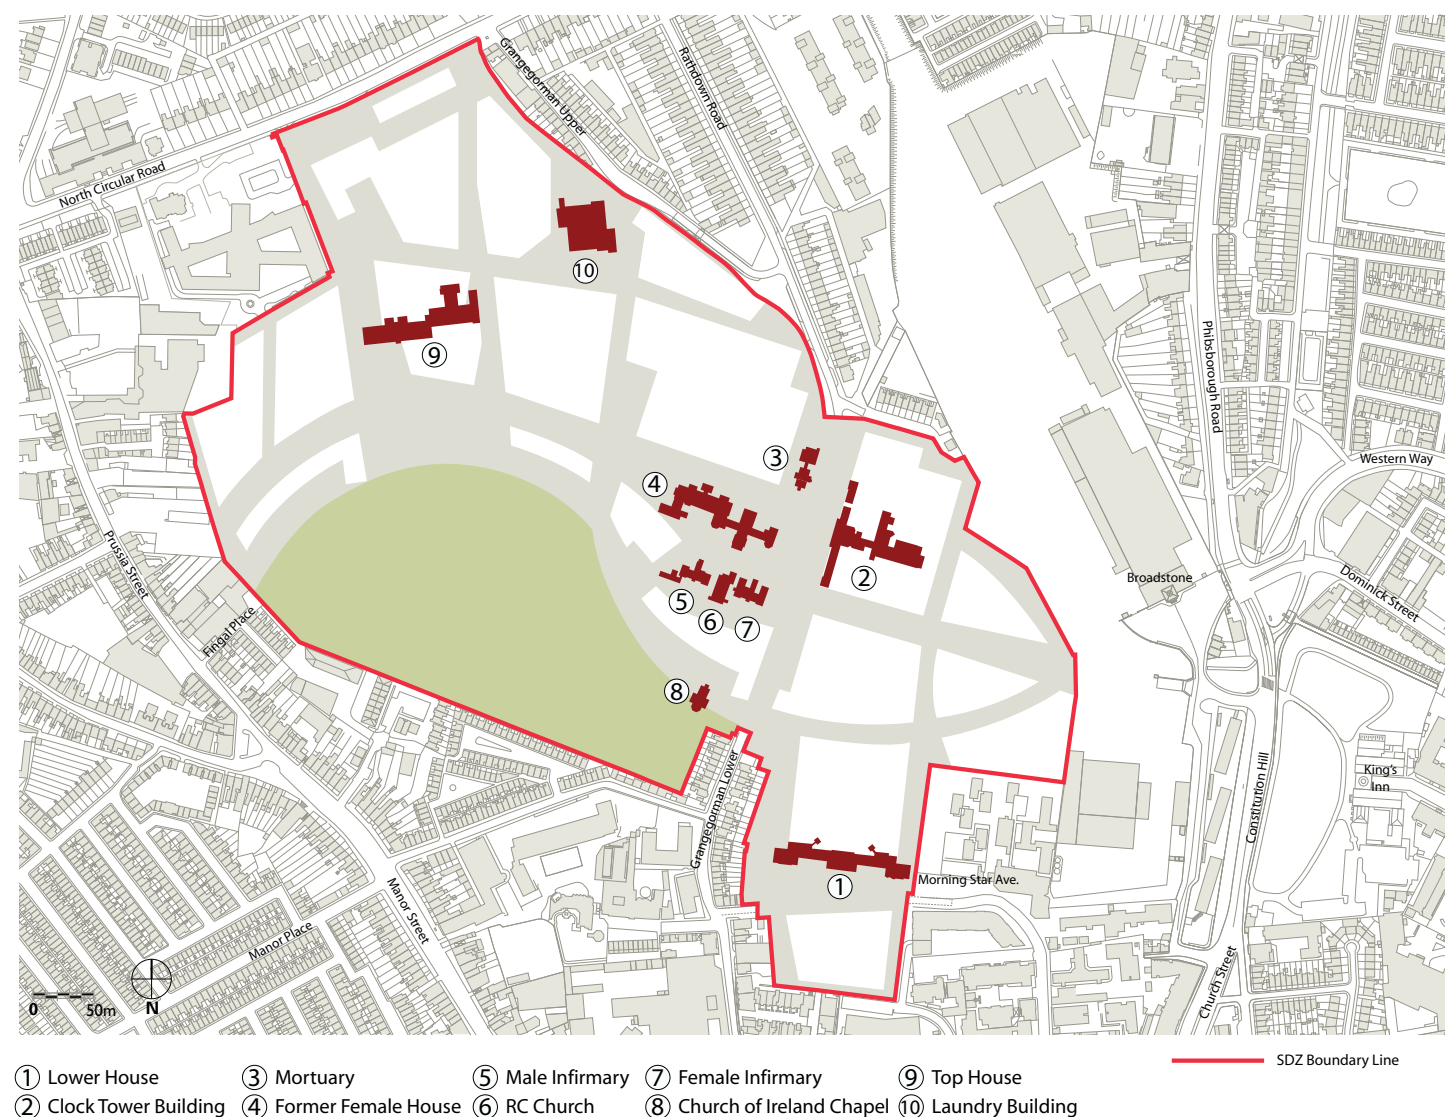 Grangegorman Upper
Rathdown Road
North Circular Road
Phibsborough Road
Western Way
Prussia Street
Fingal Place
Broadstone
Dominick Street
Grangegorman Lower
Constitution Hill
King's
Inn
Morning Star Ave.
Manor Street
Manor Place
Church Street
10
9
3
4
2
5
6
7
8
1
0 50m
N
SDZ Boundary Line
1 Lower House
2 Clock Tower Building
3 Mortuary
4 Former Female House
5 Male Infirmary
6 RC Church
7 Female Infirmary
8 Church of Ireland Chapel
9 Top House
10 Laundry Building